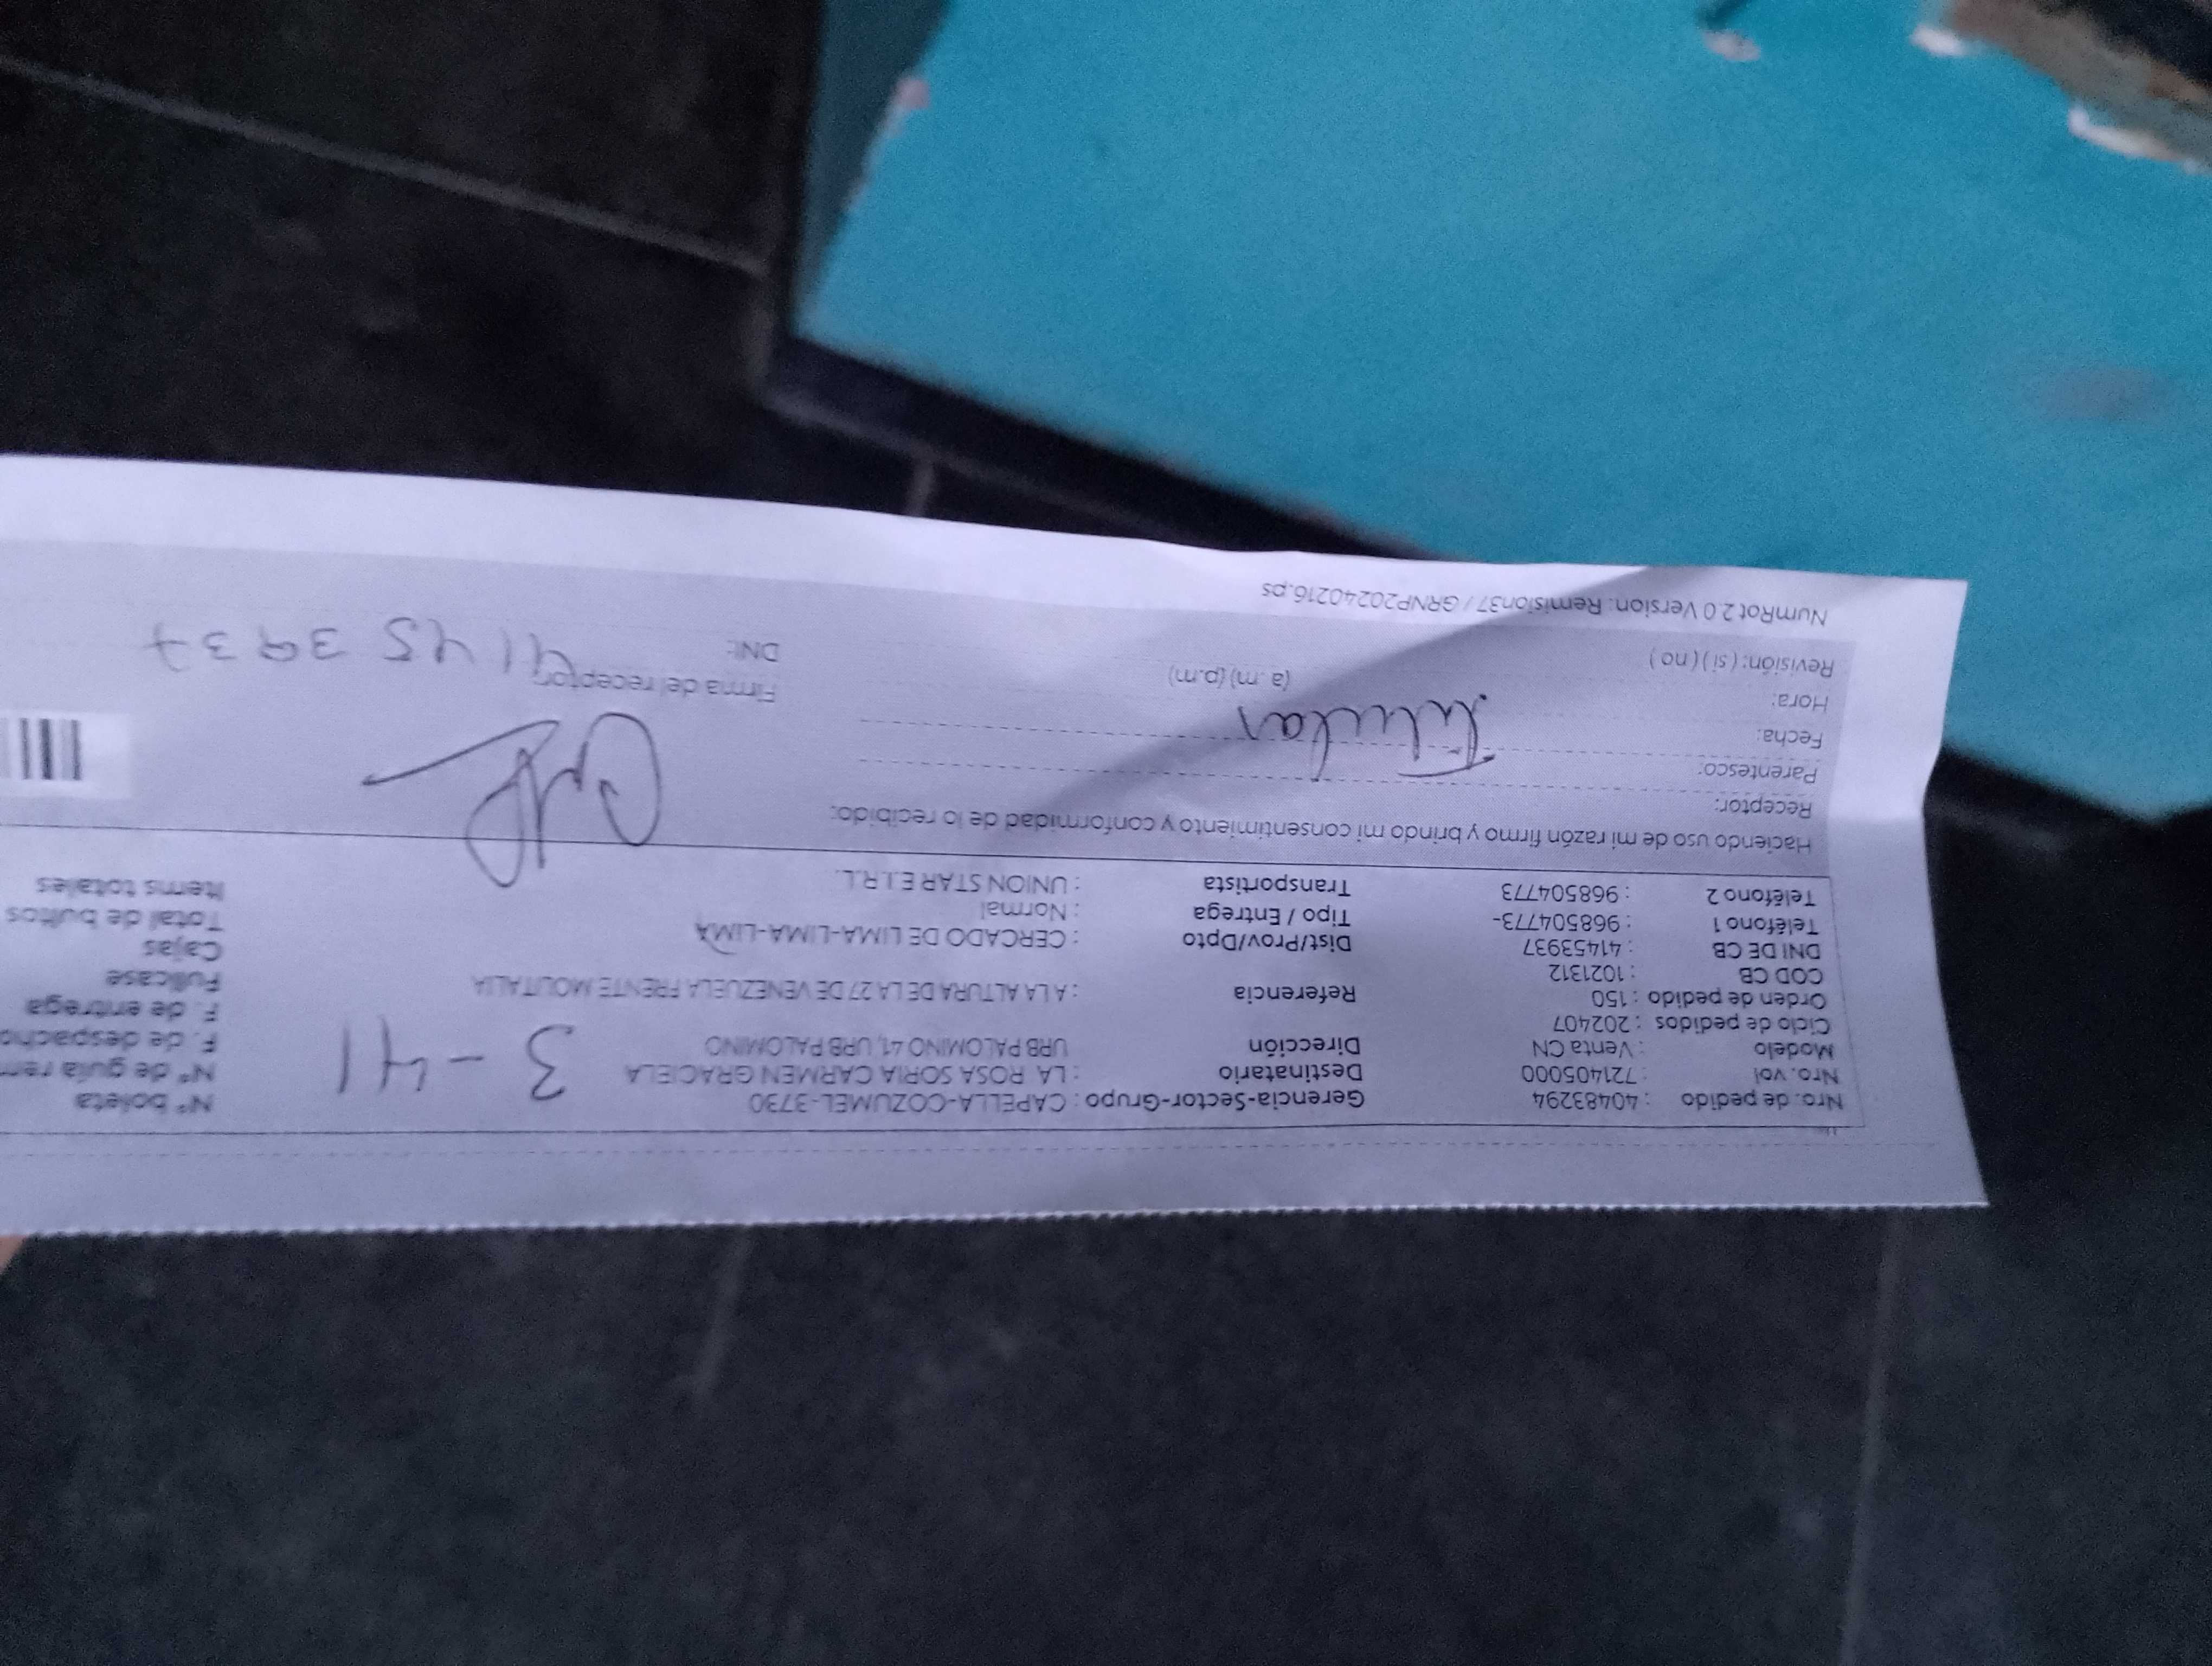 Nro. de pedido : 40483294 Gerencia-Sector-Grupo : CAPELLA-COZUMEL-3730 Nº boleta
Nro. vol : 721405000 Destinatario : LA ROSA SORIA CARMEN GRACIELA 3-41 Nº de guía rem
Modelo : Venta CN Dirección URB PALOMINO 41, URB PALOMINO F. de despacho
Ciclo de pedidos : 202407 F. de entrega
Orden de pedido : 150 Referencia : A LA ALTURA DE LA 27 DE VENEZUELA FRENTE MOLITALIA Fullcase
COD CB : 1021312 Cajas
DNI DE CB : 41453937 Dist/Prov/Dpto : CERCADO DE LIMA-LIMA-LIMA Total de bultos
Teléfono 1 : 968504773- Tipo / Entrega : Normal Items totales
Teléfono 2 : 968504773 Transportista : UNION STAR E.I.R.L.
Haciendo uso de mi razón firmo y brindo mi consentimiento y conformidad de lo recibido:
Receptor:
Parentesco: Titular
Fecha:
Hora: (a. m) (p.m) Firma del receptor
Revisión: ( si ) ( no ) DNI: 41453937
NumRot 2.0 Version: Remision37 / GRNP20240216.ps